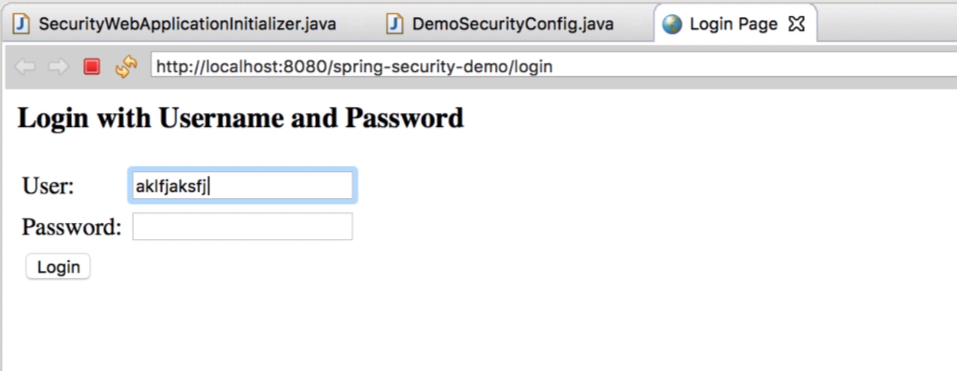 SecurityWebApplicationInitializer.java DemoSecurityConfig.java Login Page
http://localhost:8080/spring-security-demo/login
Login with Username and Password
User: aklfjaksfj
Password:
Login